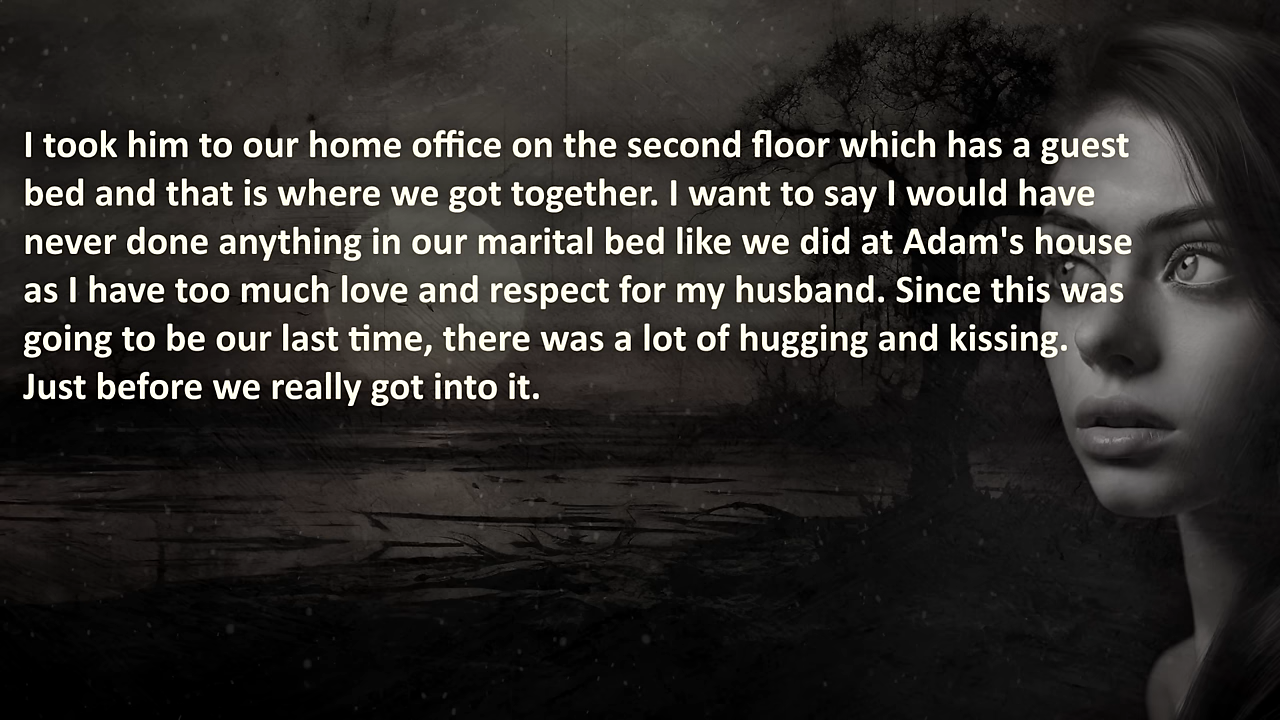 I took him to our home office on the second floor which has a guest
bed and that is where we got together. I want to say I would have
never done anything in our marital bed like we did at Adam's house
as I have too much love and respect for my husband. Since this was
going to be our last time, there was a lot of hugging and kissing.
Just before we really got into it.